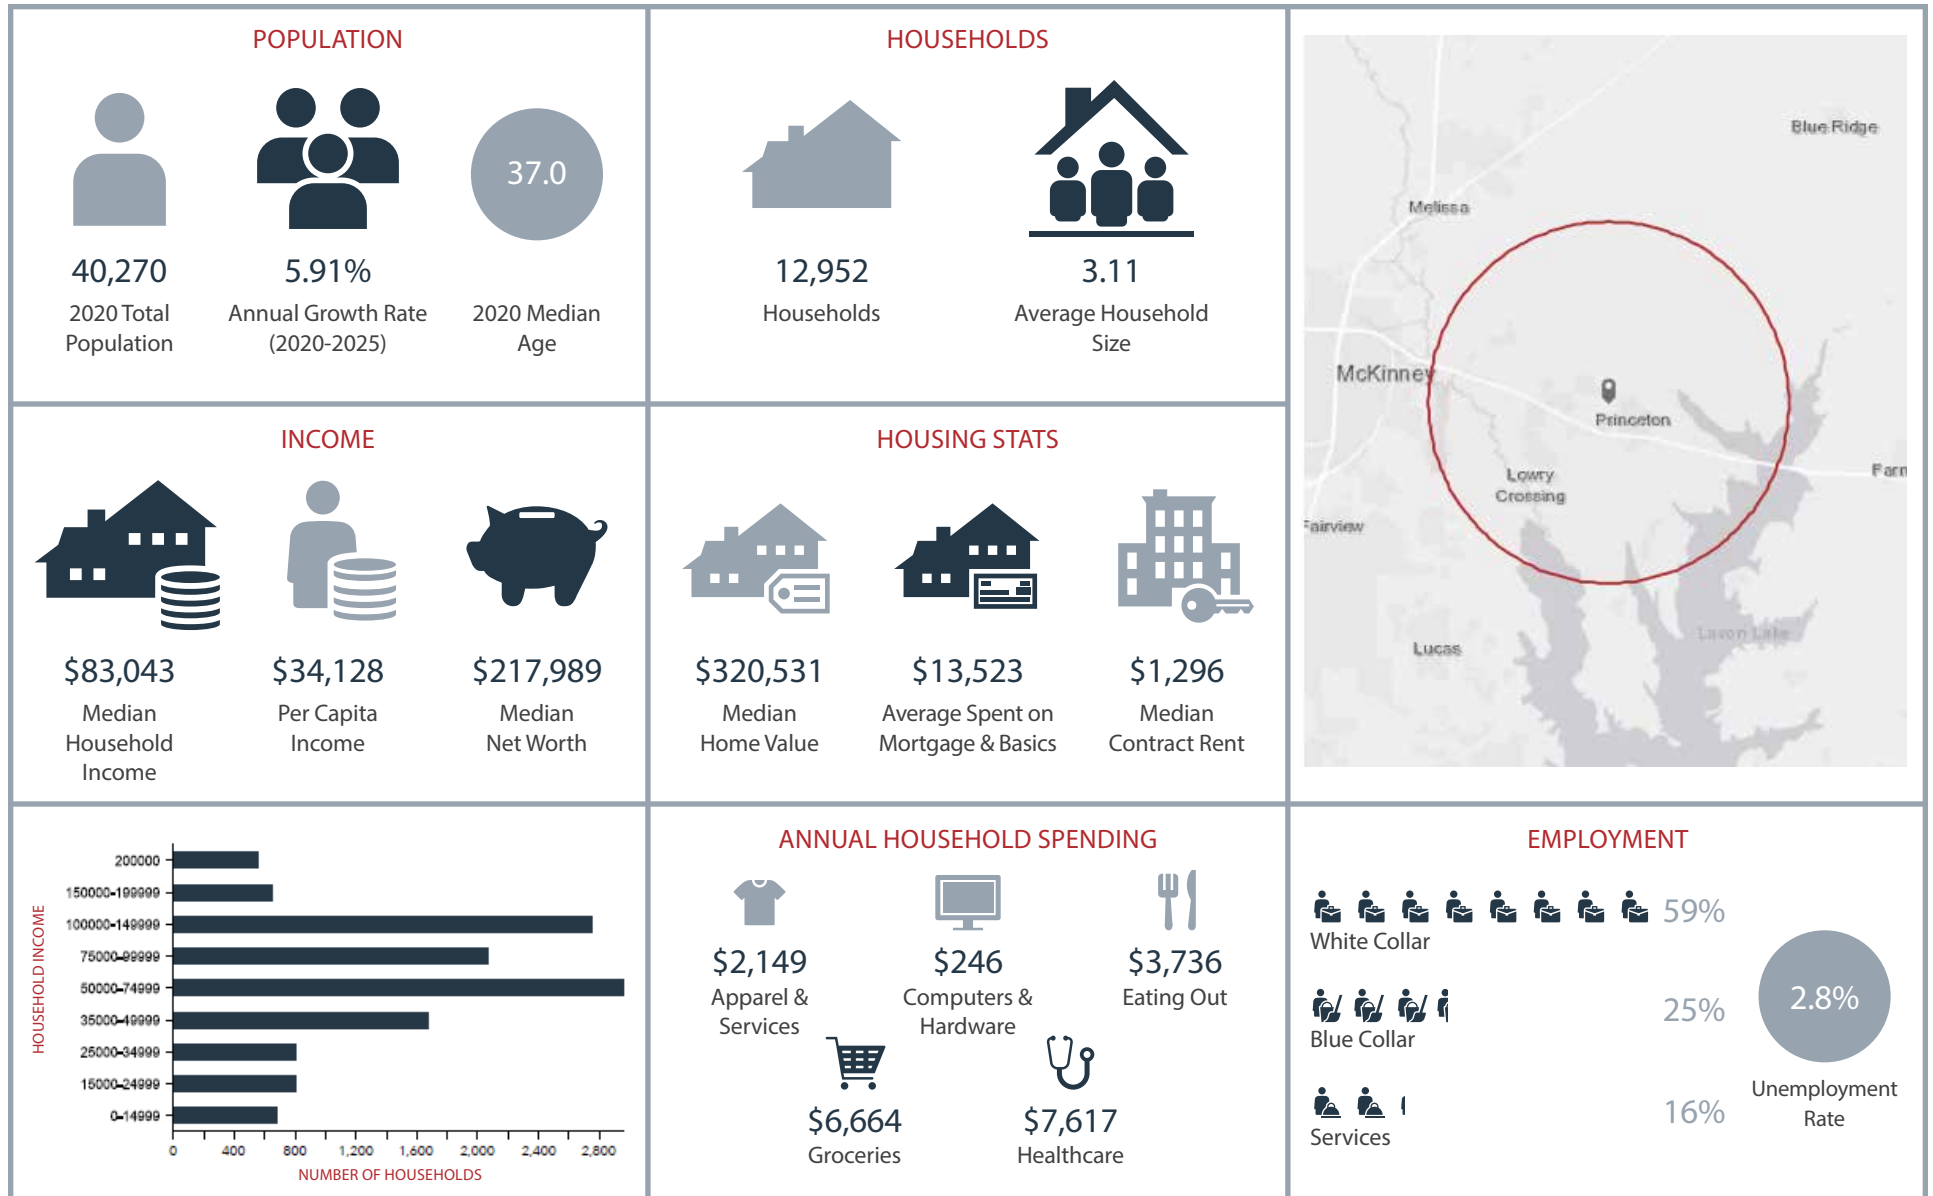 POPULATION
37.0
40,270
2020 Total
Population
5.91%
Annual Growth Rate
(2020-2025)
2020 Median
Age
HOUSEHOLDS
12,952
Households
3.11
Average Household
Size
Blue Ridge
Melissa
McKinney
Princeton
Lowry
Crossing
Farm
Fairview
Lavon Lake
Lucas
INCOME
$83,043
Median
Household
Income
$34,128
Per Capita
Income
$217,989
Median
Net Worth
HOUSING STATS
$320,531
Median
Home Value
$13,523
Average Spent on
Mortgage & Basics
$1,296
Median
Contract Rent
HOUSEHOLD INCOME
200000
150000-199999
100000-149999
75000-99999
50000-74999
35000-49999
25000-34999
15000-24999
0-14999
0 400 800 1,200 1,600 2,000 2,400 2,800
NUMBER OF HOUSEHOLDS
ANNUAL HOUSEHOLD SPENDING
$2,149
Apparel &
Services
$246
Computers &
Hardware
$3,736
Eating Out
$6,664
Groceries
$7,617
Healthcare
EMPLOYMENT
59%
White Collar
25%
Blue Collar
16%
Services
2.8%
Unemployment
Rate